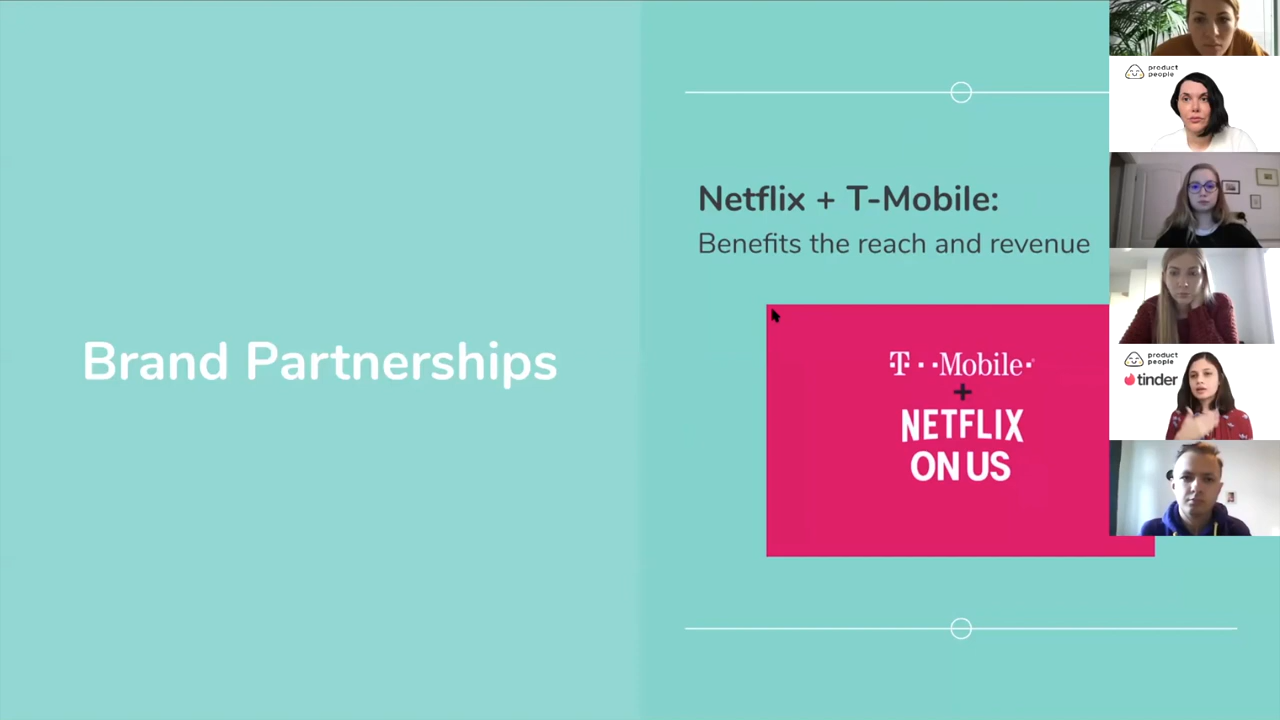 Brand Partnerships
Netflix + T-Mobile:
Benefits the reach and revenue
T··Mobile·
+
NETFLIX
ON US
product
people
product
people
tinder